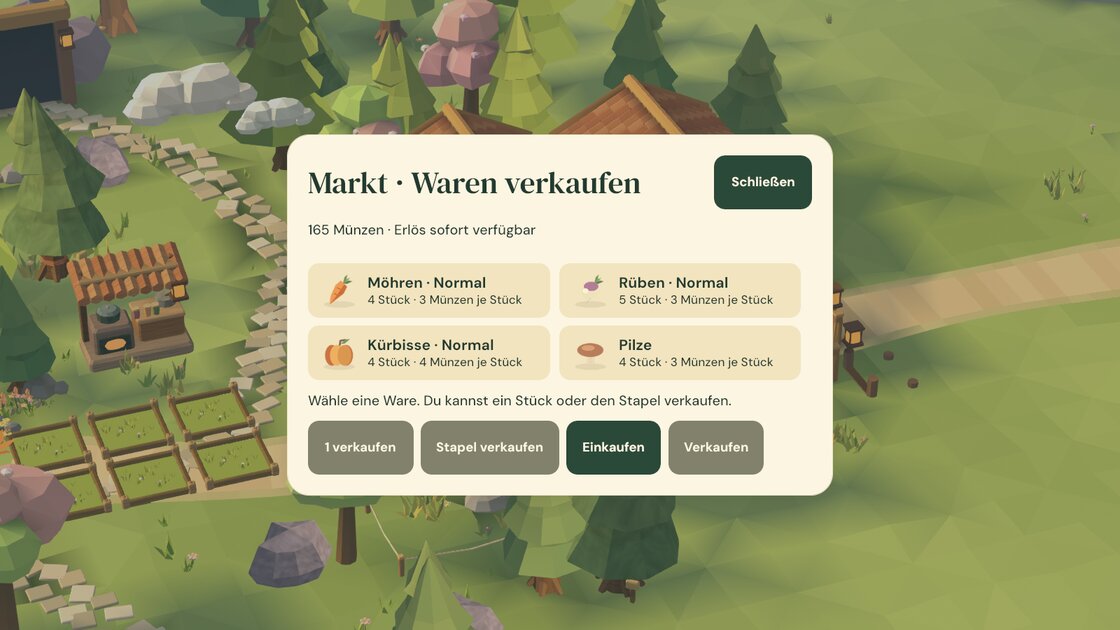 Markt · Waren verkaufen
Schließen
165 Münzen · Erlös sofort verfügbar
Möhren · Normal
4 Stück · 3 Münzen je Stück
Rüben · Normal
5 Stück · 3 Münzen je Stück
Kürbisse · Normal
4 Stück · 4 Münzen je Stück
Pilze
4 Stück · 3 Münzen je Stück
Wähle eine Ware. Du kannst ein Stück oder den Stapel verkaufen.
1 verkaufen
Stapel verkaufen
Einkaufen
Verkaufen